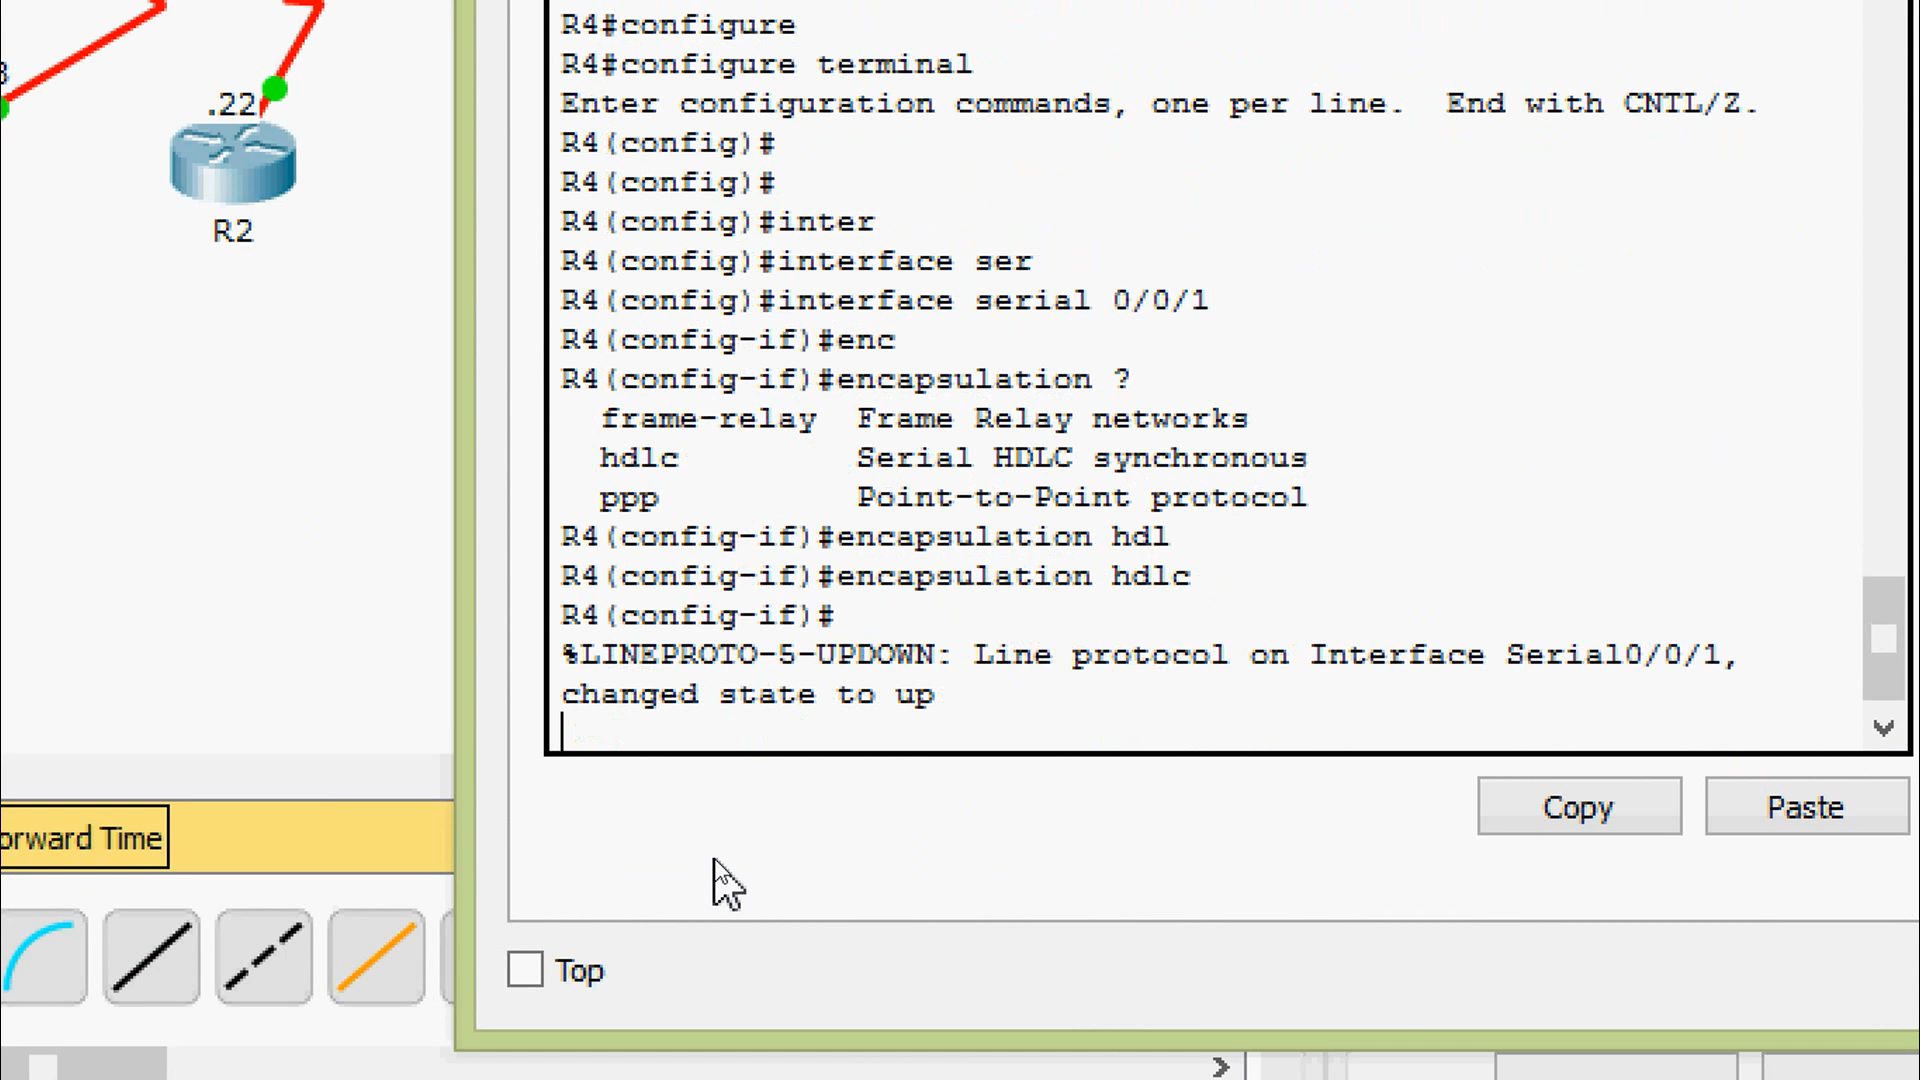 R4#configure
R4#configure terminal
Enter configuration commands, one per line.  End with CNTL/Z.
R4(config)#
R4(config)#
R4(config)#inter
R4(config)#interface ser
R4(config)#interface serial 0/0/1
R4(config-if)#enc
R4(config-if)#encapsulation ?
frame-relay  Frame Relay networks
hdlc         Serial HDLC synchronous
ppp          Point-to-Point protocol
R4(config-if)#encapsulation hdl
R4(config-if)#encapsulation hdlc
R4(config-if)#
%LINEPROTO-5-UPDOWN: Line protocol on Interface Serial0/0/1,
changed state to up
.22
R2
Copy
Paste
Top
orward Time